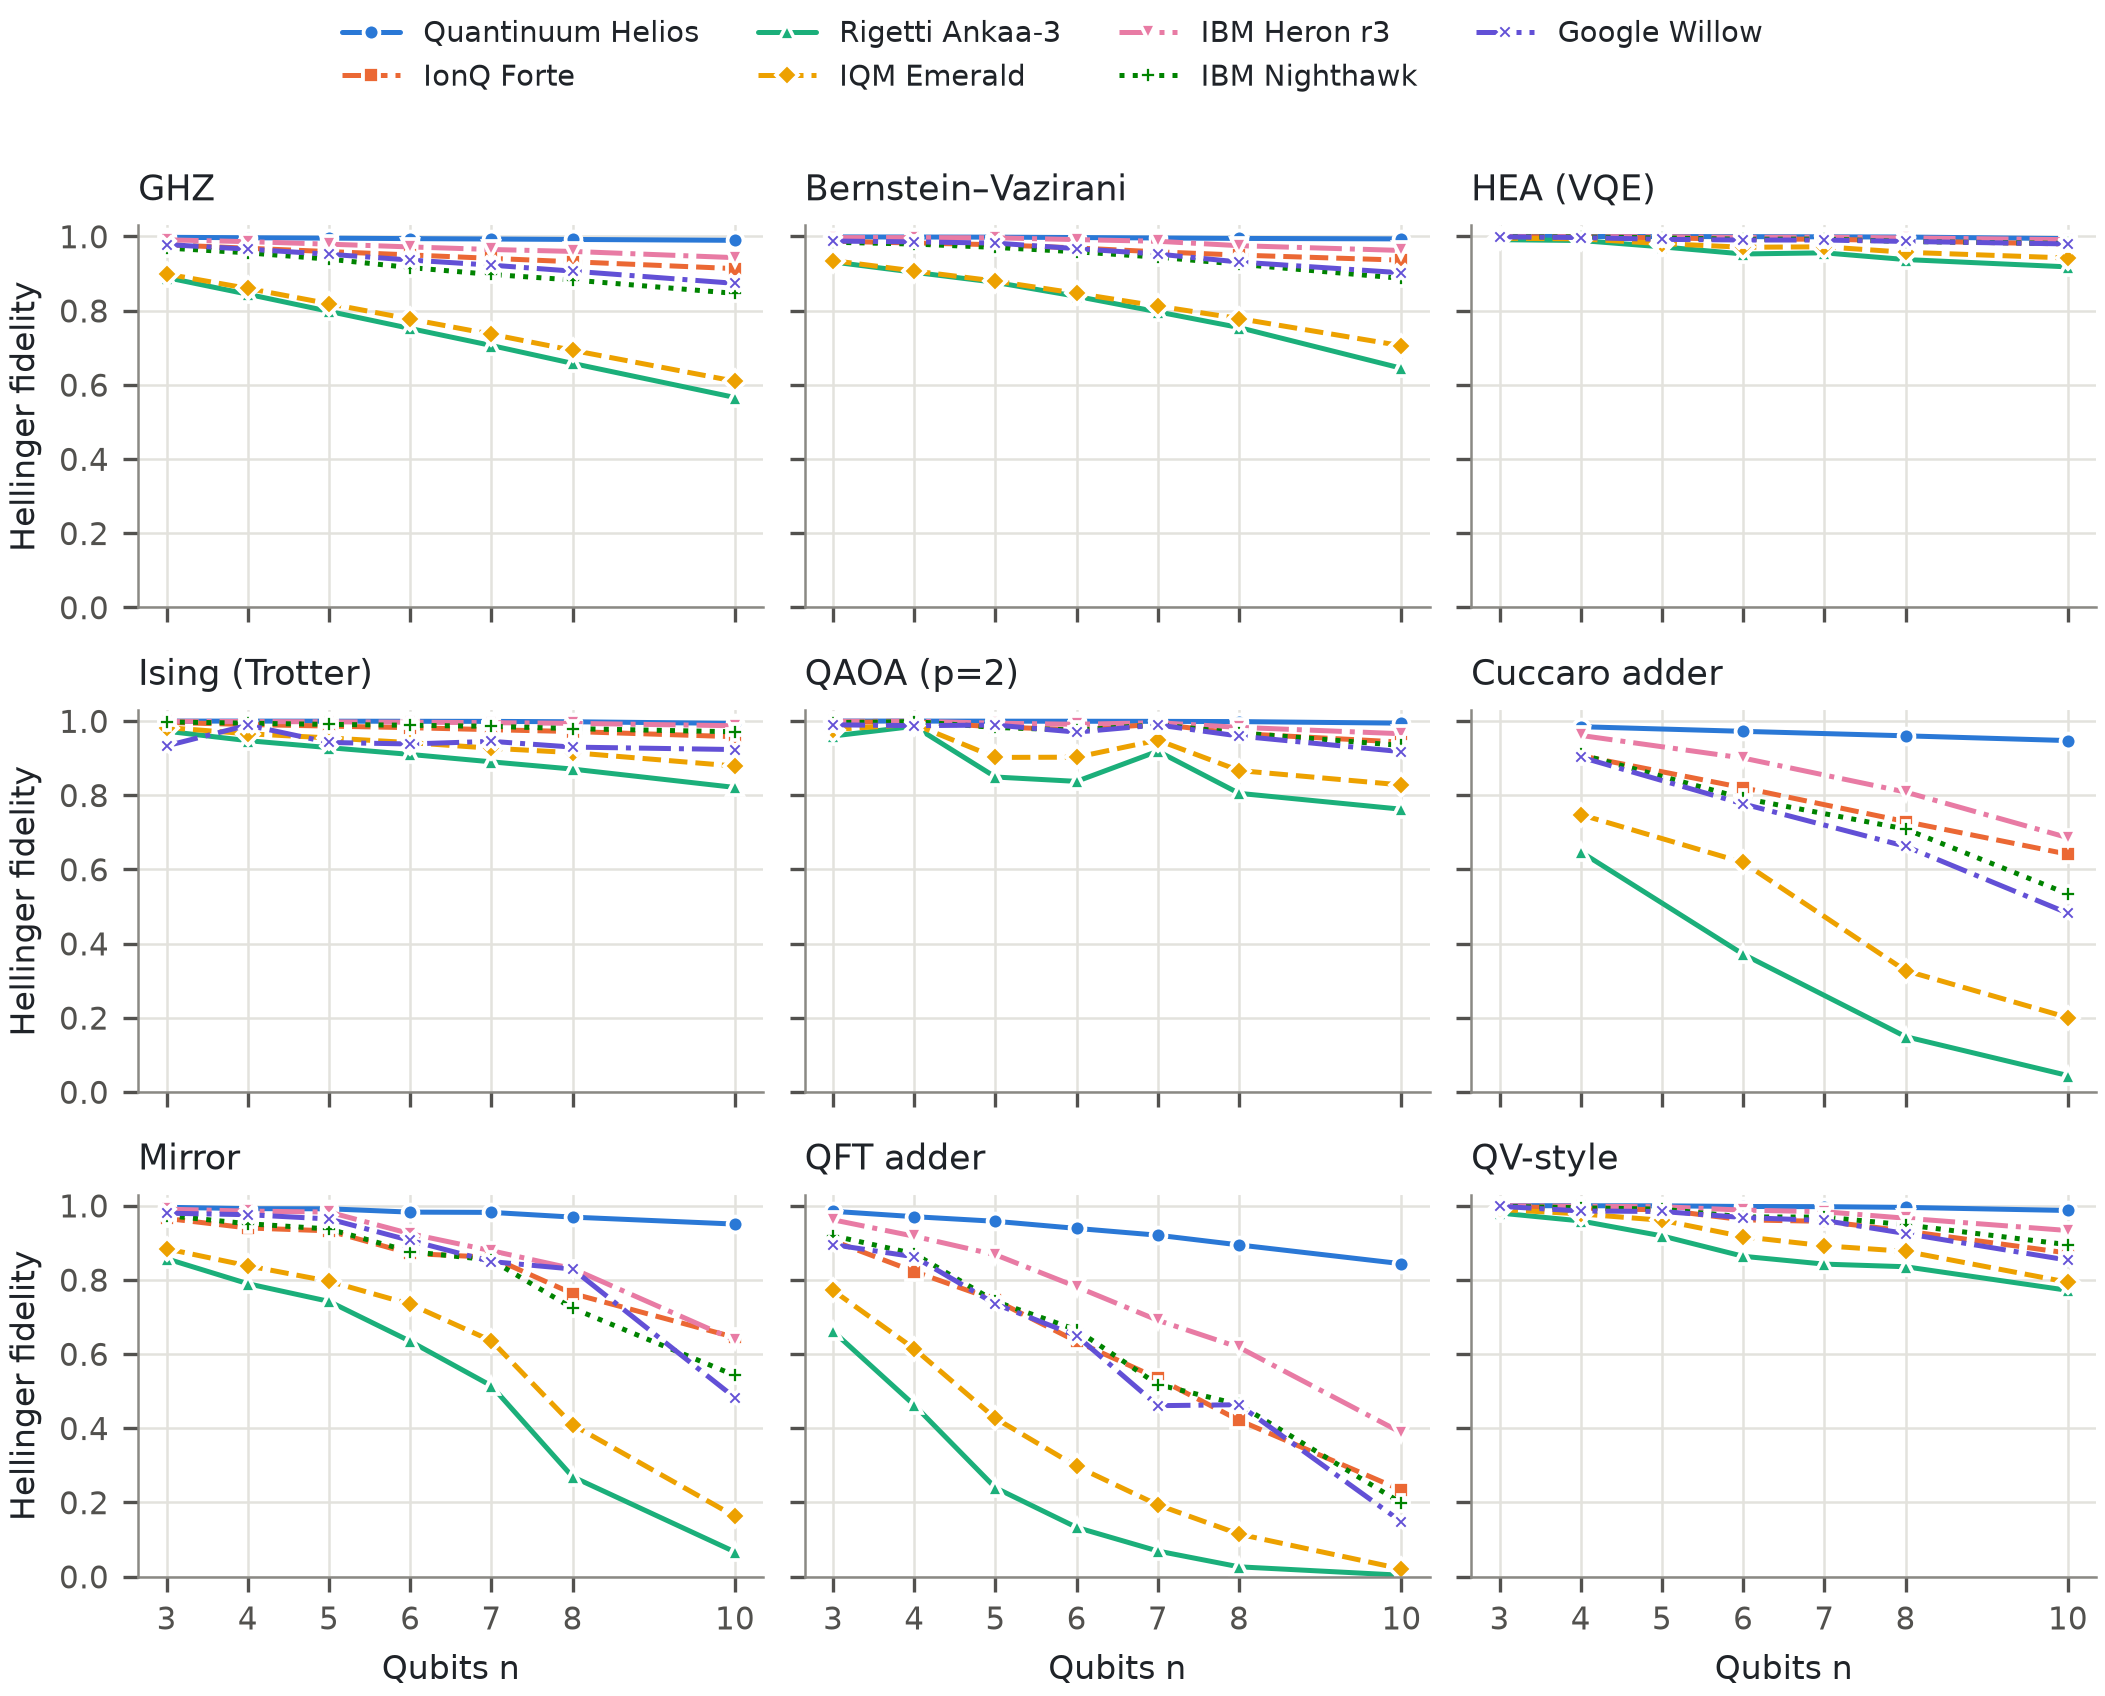 Quantinuum Helios Rigetti Ankaa-3 IBM Heron r3 Google Willow
IonQ Forte IQM Emerald IBM Nighthawk
GHZ Bernstein–Vazirani HEA (VQE)
1.0
0.8
0.6
0.4
0.2
0.0
Hellinger fidelity
Ising (Trotter) QAOA (p=2) Cuccaro adder
1.0
0.8
0.6
0.4
0.2
0.0
Hellinger fidelity
Mirror QFT adder QV-style
1.0
0.8
0.6
0.4
0.2
0.0
Hellinger fidelity
3 4 5 6 7 8 10 3 4 5 6 7 8 10 3 4 5 6 7 8 10
Qubits n Qubits n Qubits n